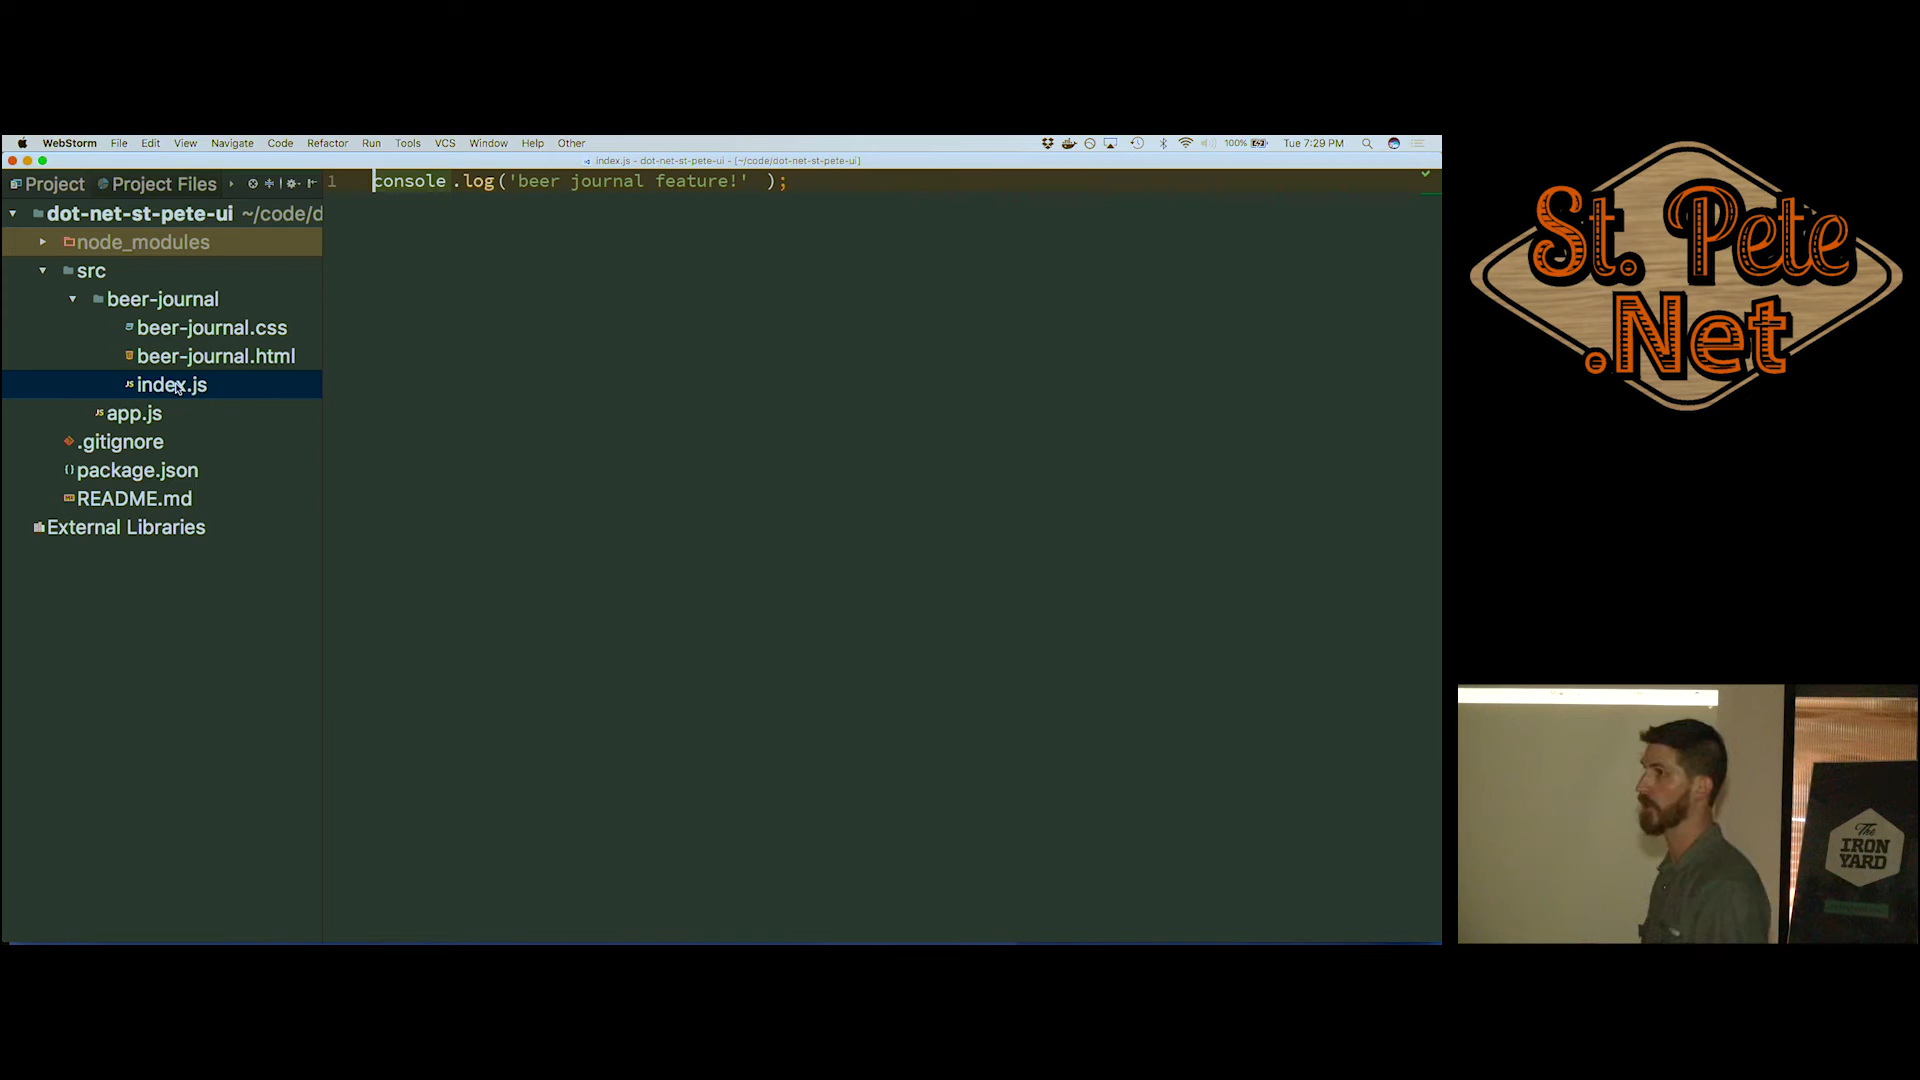 WebStorm File Edit View Navigate Code Refactor Run Tools VCS Window Help Other 100% Tue 7:29 PM
index.js - dot-net-st-pete-ui - [~/code/dot-net-st-pete-ui]
Project Project Files
1 console .log('beer journal feature!' );
dot-net-st-pete-ui ~/code/d
node_modules
src
beer-journal
beer-journal.css
beer-journal.html
index.js
app.js
.gitignore
package.json
README.md
External Libraries
St. Pete
.Net
The
IRON
YARD